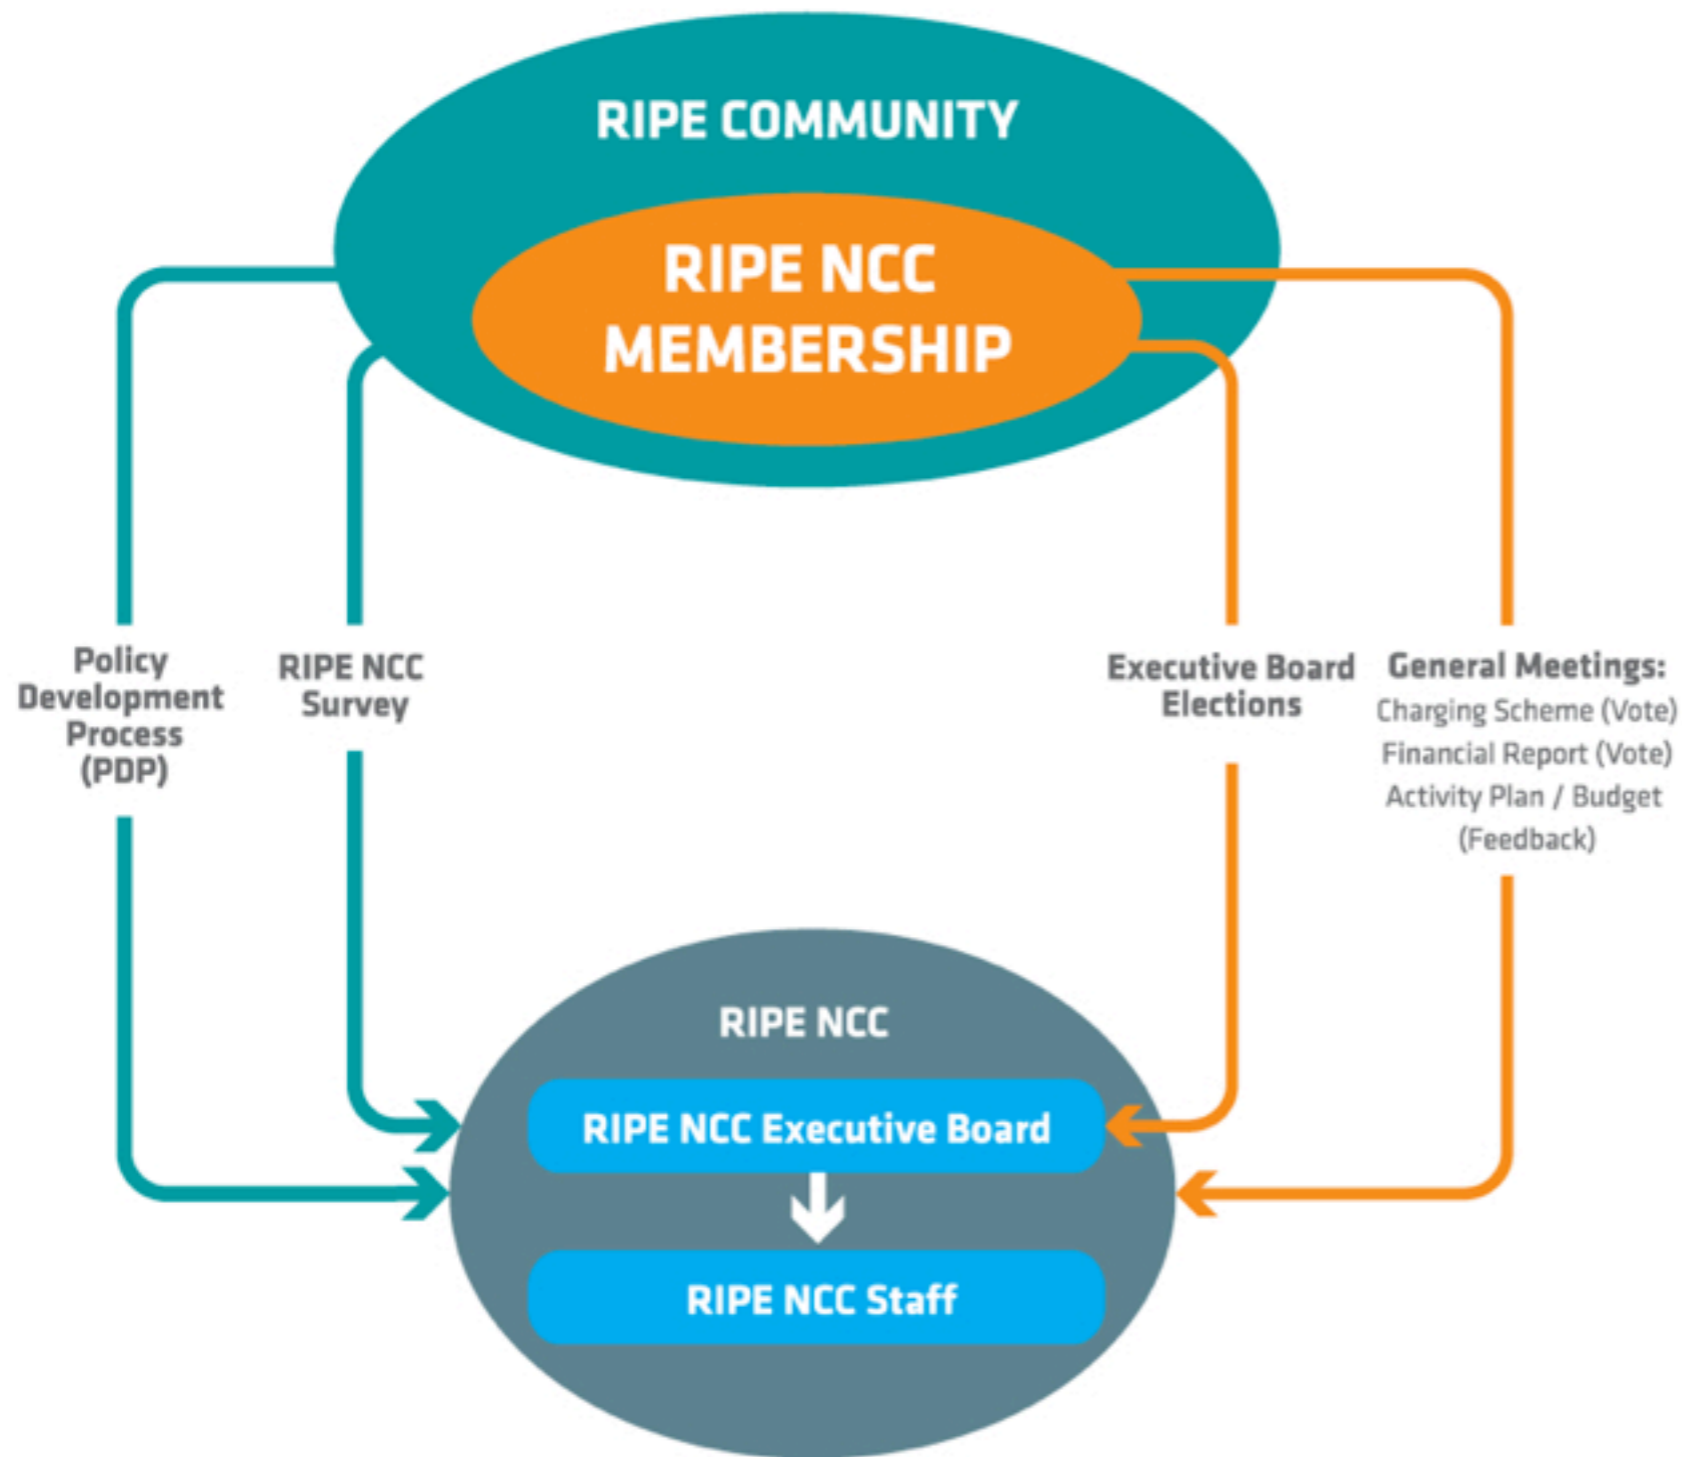 RIPE COMMUNITY
RIPE NCC
MEMBERSHIP
Policy
Development
Process
(PDP)
RIPE NCC
Survey
Executive Board
Elections
General Meetings:
Charging Scheme (Vote)
Financial Report (Vote)
Activity Plan / Budget
(Feedback)
RIPE NCC
RIPE NCC Executive Board
RIPE NCC Staff